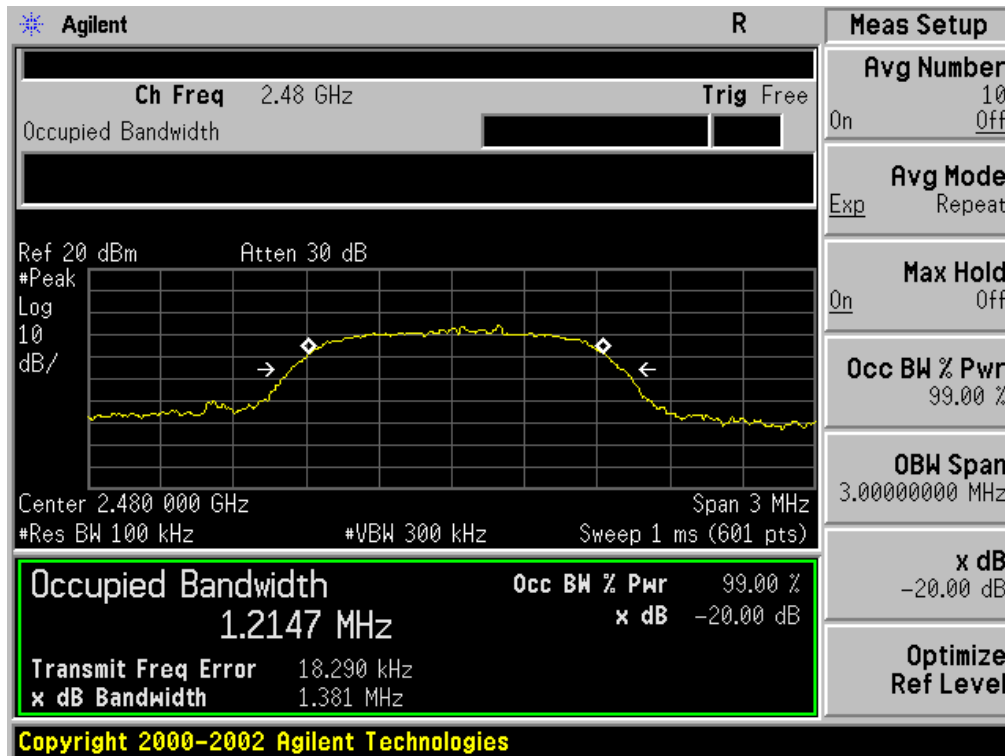 Agilent R
Ch Freq 2.48 GHz Trig Free
Occupied Bandwidth
Ref 20 dBm Atten 30 dB
#Peak
Log
10
dB/
Center 2.480 000 GHz Span 3 MHz
#Res BW 100 kHz #VBW 300 kHz Sweep 1 ms (601 pts)
Occupied Bandwidth Occ BW % Pwr 99.00 %
1.2147 MHz x dB -20.00 dB
Transmit Freq Error 18.290 kHz
x dB Bandwidth 1.381 MHz
Meas Setup
Avg Number
10
On Off
Avg Mode
Exp Repeat
Max Hold
On Off
Occ BW % Pwr
99.00 %
OBW Span
3.00000000 MHz
x dB
-20.00 dB
Optimize
Ref Level
Copyright 2000-2002 Agilent Technologies